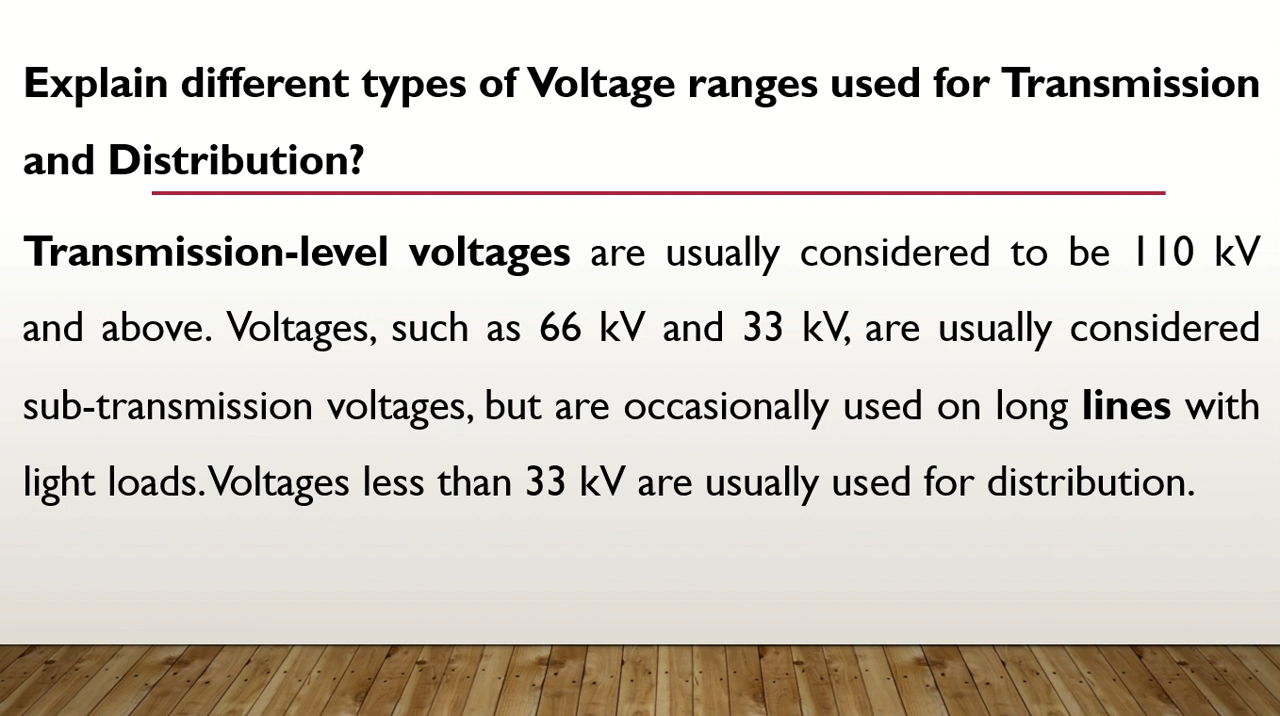 Explain different types of Voltage ranges used for Transmission
and Distribution?
Transmission-level voltages are usually considered to be 110 kV
and above. Voltages, such as 66 kV and 33 kV, are usually considered
sub-transmission voltages, but are occasionally used on long lines with
light loads. Voltages less than 33 kV are usually used for distribution.